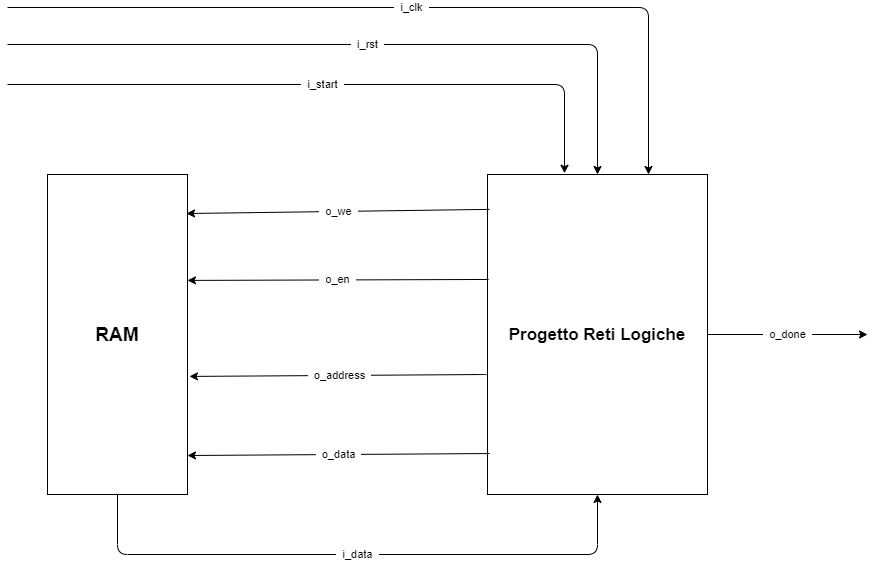 i_clk
i_rst
i_start
o_we
o_en
RAM
Progetto Reti Logiche
o_done
o_address
o_data
i_data